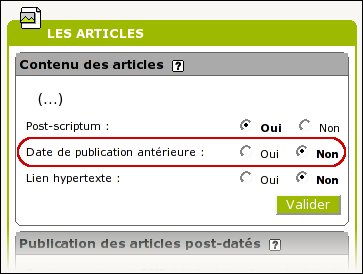 LES ARTICLES
Contenu des articles ?
(...)
Post-scriptum : Oui Non
Date de publication antérieure : Oui Non
Lien hypertexte : Oui Non
Valider
Publication des articles post-datés ?